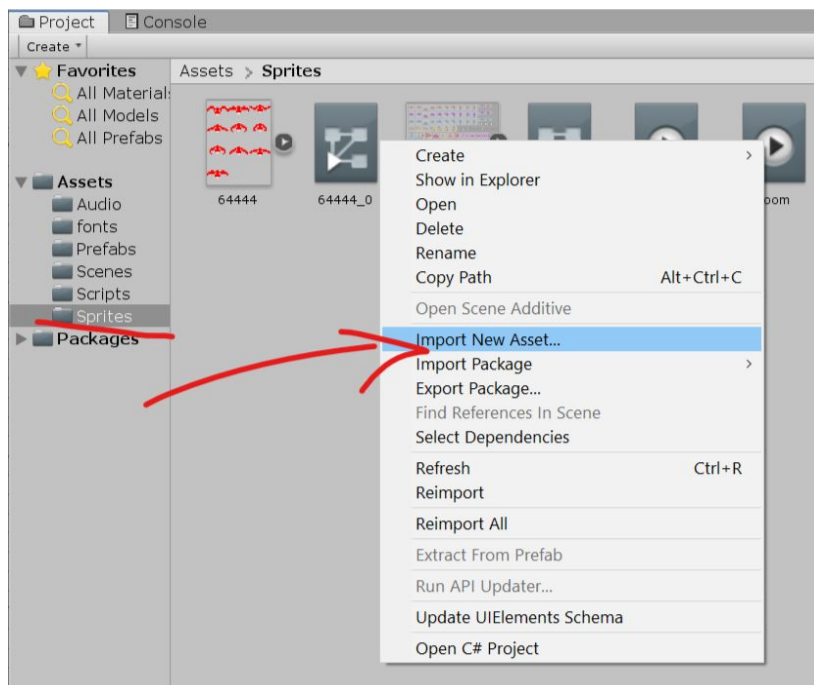 Project
Console
Create
Favorites
All Material
All Models
All Prefabs
Assets
Audio
fonts
Prefabs
Scenes
Scripts
Sprites
Packages
Assets > Sprites
64444
64444_0
oom
Create >
Show in Explorer
Open
Delete
Rename
Copy Path Alt+Ctrl+C
Open Scene Additive
Import New Asset...
Import Package >
Export Package...
Find References In Scene
Select Dependencies
Refresh Ctrl+R
Reimport
Reimport All
Extract From Prefab
Run API Updater...
Update UIElements Schema
Open C# Project